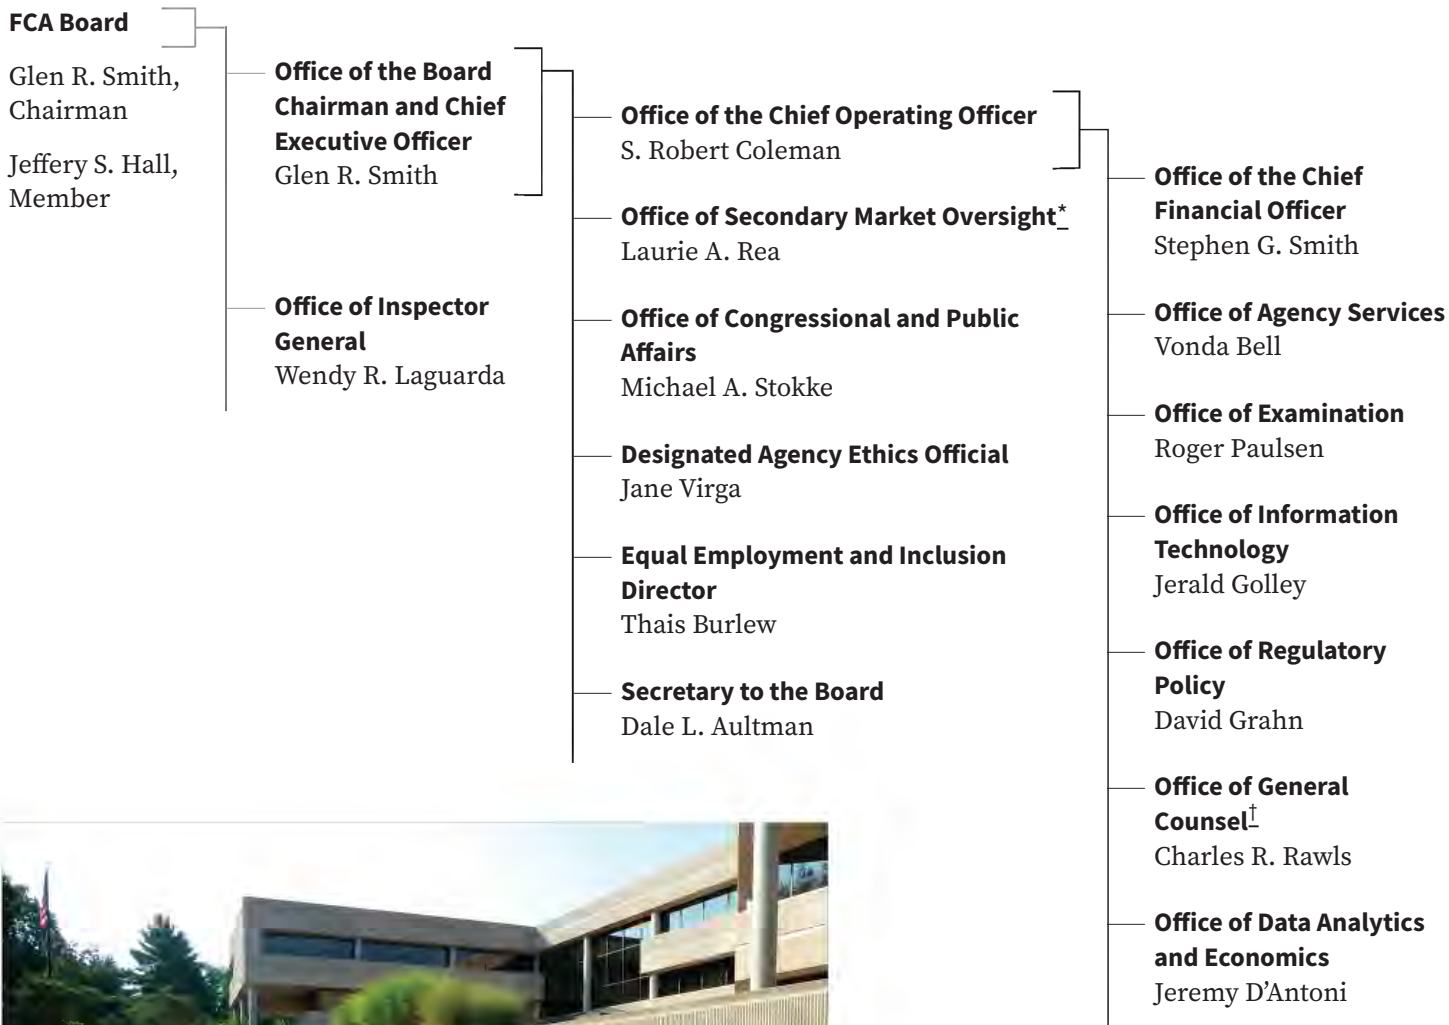 FCA Board
Glen R. Smith,
Chairman
Jeffery S. Hall,
Member
Office of the Board
Chairman and Chief
Executive Officer
Glen R. Smith
Office of Inspector
General
Wendy R. Laguarda
Office of the Chief Operating Officer
S. Robert Coleman
Office of Secondary Market Oversight*
Laurie A. Rea
Office of Congressional and Public
Affairs
Michael A. Stokke
Designated Agency Ethics Official
Jane Virga
Equal Employment and Inclusion
Director
Thais Burlew
Secretary to the Board
Dale L. Aultman
Office of the Chief
Financial Officer
Stephen G. Smith
Office of Agency Services
Vonda Bell
Office of Examination
Roger Paulsen
Office of Information
Technology
Jerald Golley
Office of Regulatory
Policy
David Grahn
Office of General
Counsel†
Charles R. Rawls
Office of Data Analytics
and Economics
Jeremy D’Antoni